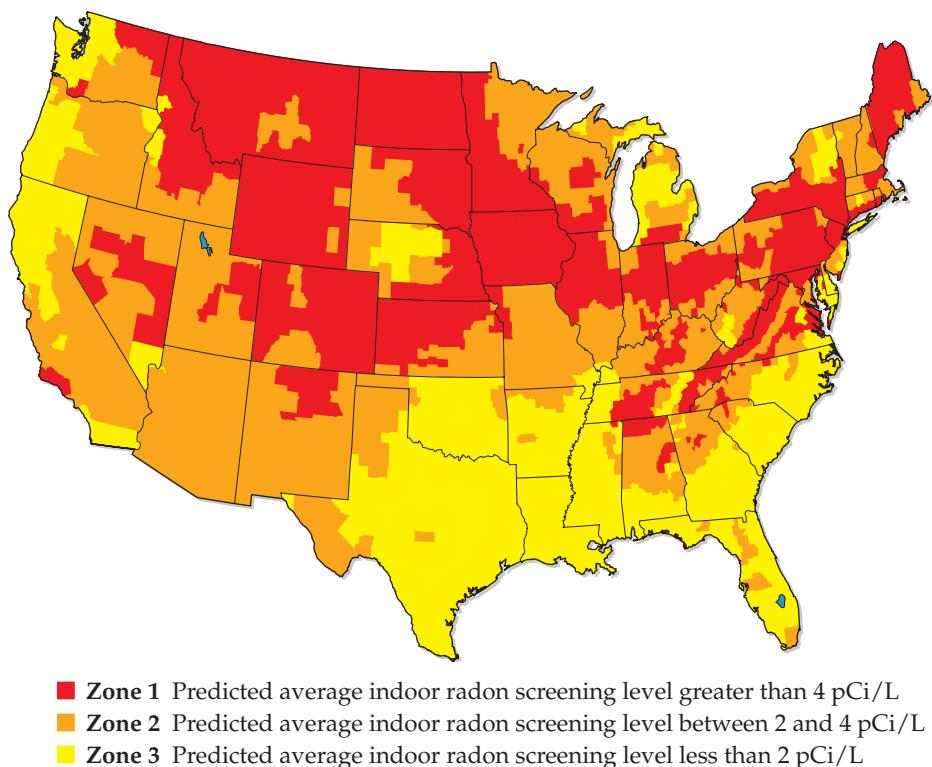 Zone 1 Predicted average indoor radon screening level greater than 4 pCi/L
Zone 2 Predicted average indoor radon screening level between 2 and 4 pCi/L
Zone 3 Predicted average indoor radon screening level less than 2 pCi/L